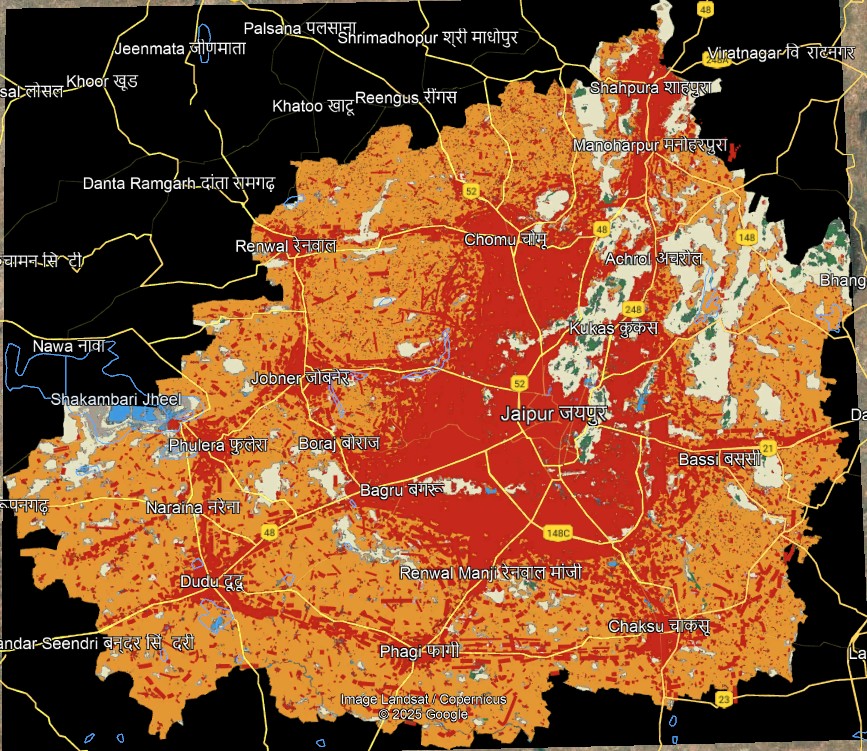 48
Palsana पलसाना
Shrimadhopur श्री माधोपुर
Jeenmata जीणमाता
248A
Viratnagar वि राटनगर
Khoor खूड
sal लोसल
Shahpura शाहपुरा
Khatoo खाटू
Reengus रींगस
Manoharpur मनोहरपुरा
Danta Ramgarh दांता रामगढ़
52
48
148
Renwal रेनवाल
Chomu चौमू
Achrol अचरोल
चामन सि टी
Bhang
248
Kukas कुकस
Nawa नावा
Jobner जोबनेर
52
Shakambari Jheel
Jaipur जयपुर
Da
Phulera फुलेरा
Boraj बोराज
21
Bassi बस्सी
Bagru बगरू
रूपनगढ़
Naraina नरेना
48
148C
Renwal Manji रेनवाल मांजी
Dudu दूदू
Chaksu चाकसू
andar Seendri बन्दर सिं दरी
Phagi फागी
La
Image Landsat / Copernicus
© 2025 Google
23